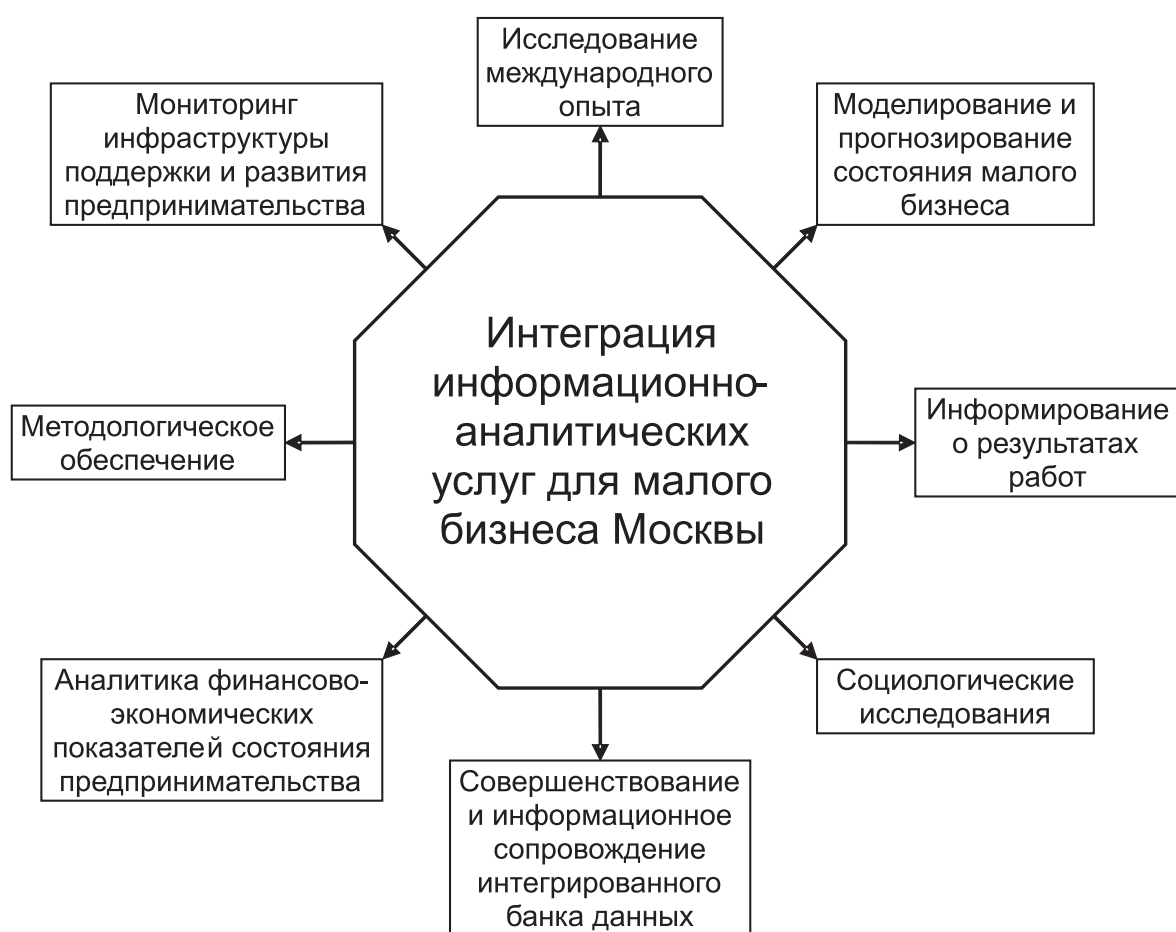 Исследование
международного
опыта
Мониторинг
инфраструктуры
поддержки и развития
предпринимательства
Моделирование и
прогнозирование
состояния малого
бизнеса
Интеграция
информационно-
аналитических
услуг для малого
бизнеса Москвы
Методологическое
обеспечение
Информирование
о результатах
работ
Аналитика финансово-
экономических
показателей состояния
предпринимательства
Социологические
исследования
Совершенствование
и информационное
сопровождение
интегрированного
банка данных